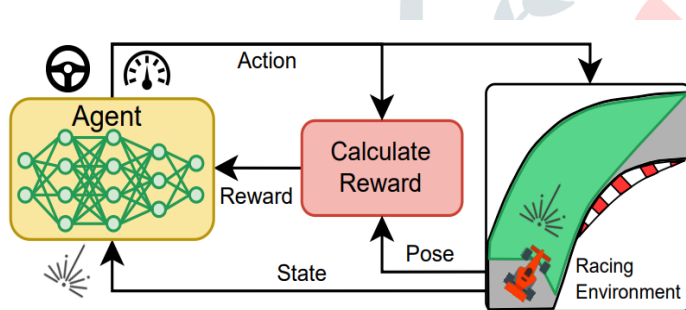 Action
Agent
Calculate
Reward
Reward
Pose
State
Racing
Environment